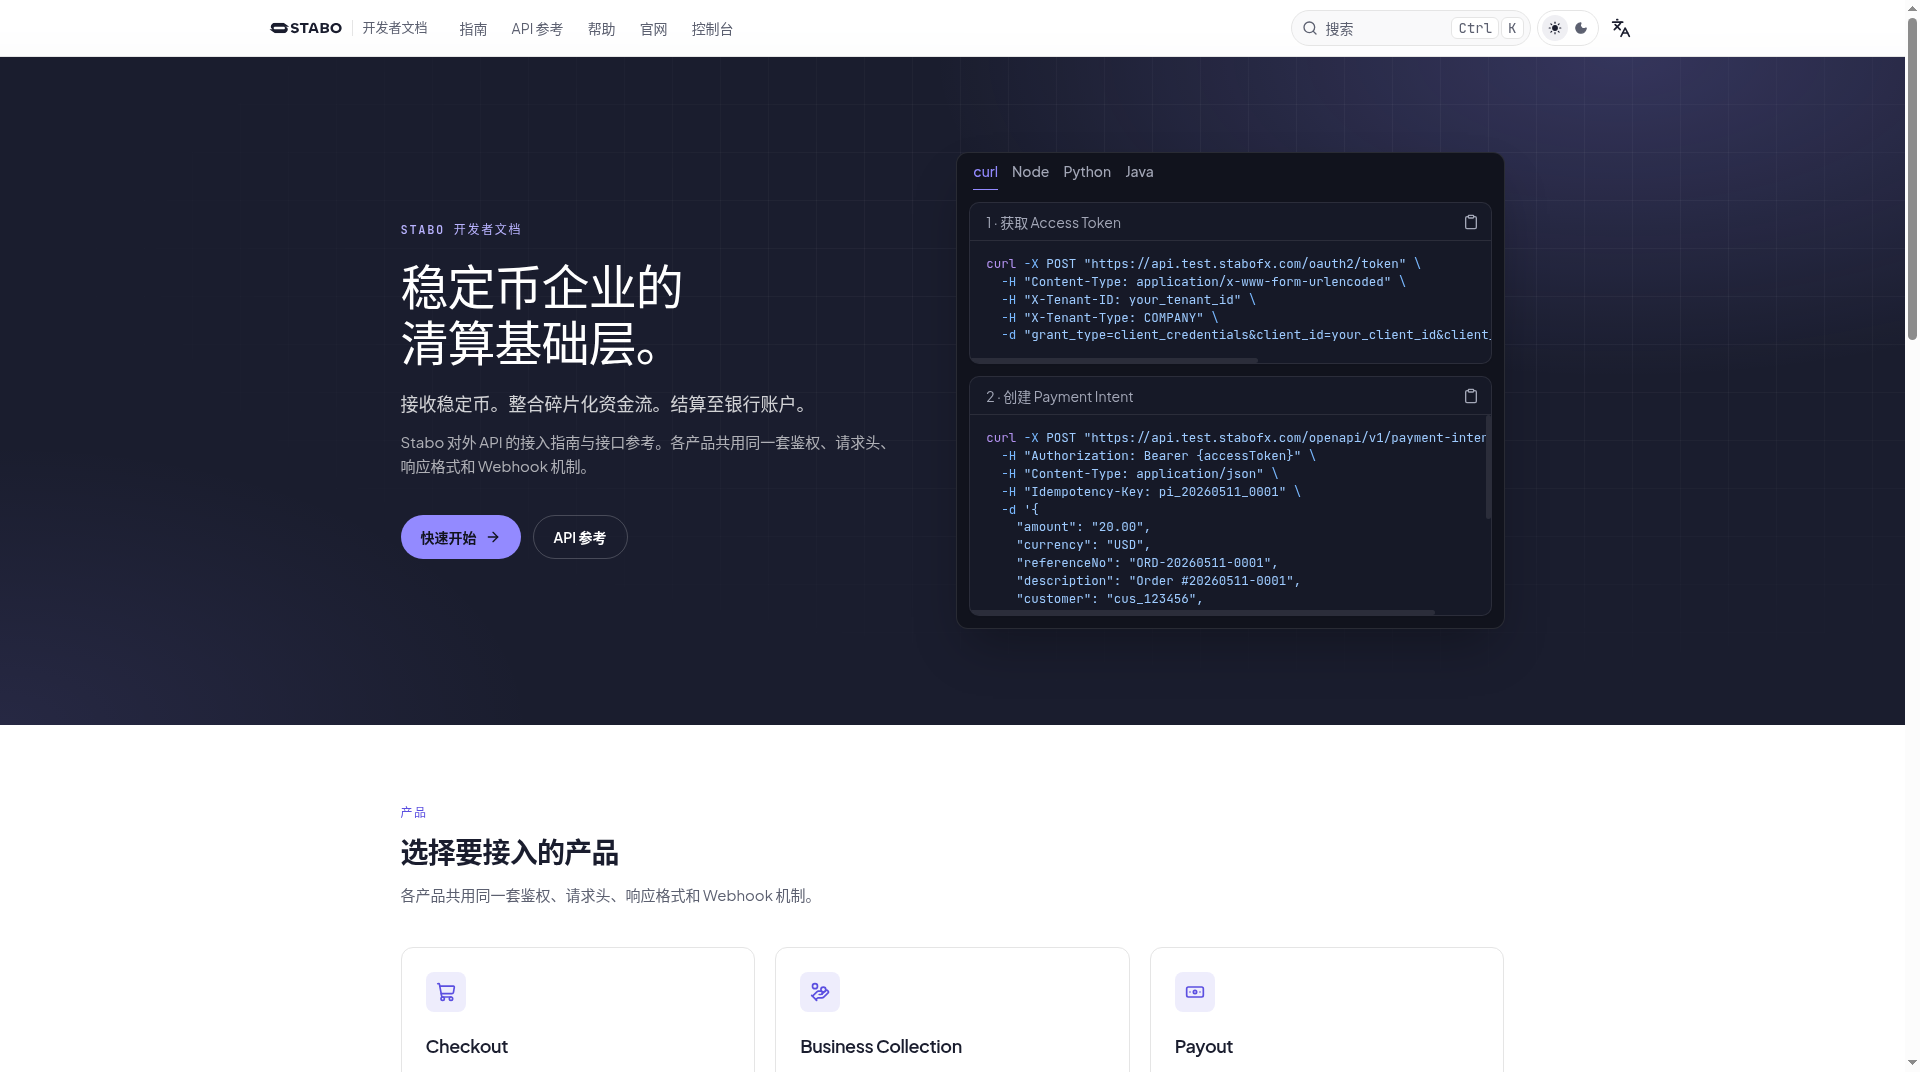 STABO 开发者文档 指南 API 参考 帮助 官网 控制台 搜索 Ctrl K
STABO 开发者文档
稳定币企业的
清算基础层。
接收稳定币。整合碎片化资金流。结算至银行账户。
Stabo 对外 API 的接入指南与接口参考。各产品共用同一套鉴权、请求头、
响应格式和 Webhook 机制。
快速开始 API 参考
curl Node Python Java
1 · 获取 Access Token
curl -X POST "https://api.test.stabofx.com/oauth2/token" \
-H "Content-Type: application/x-www-form-urlencoded" \
-H "X-Tenant-ID: your_tenant_id" \
-H "X-Tenant-Type: COMPANY" \
-d "grant_type=client_credentials&client_id=your_client_id&client_
2 · 创建 Payment Intent
curl -X POST "https://api.test.stabofx.com/openapi/v1/payment-inten
-H "Authorization: Bearer {accessToken}" \
-H "Content-Type: application/json" \
-H "Idempotency-Key: pi_20260511_0001" \
-d '{
"amount": "20.00",
"currency": "USD",
"referenceNo": "ORD-20260511-0001",
"description": "Order #20260511-0001",
"customer": "cus_123456",
产品
选择要接入的产品
各产品共用同一套鉴权、请求头、响应格式和 Webhook 机制。
Checkout
Business Collection
Payout